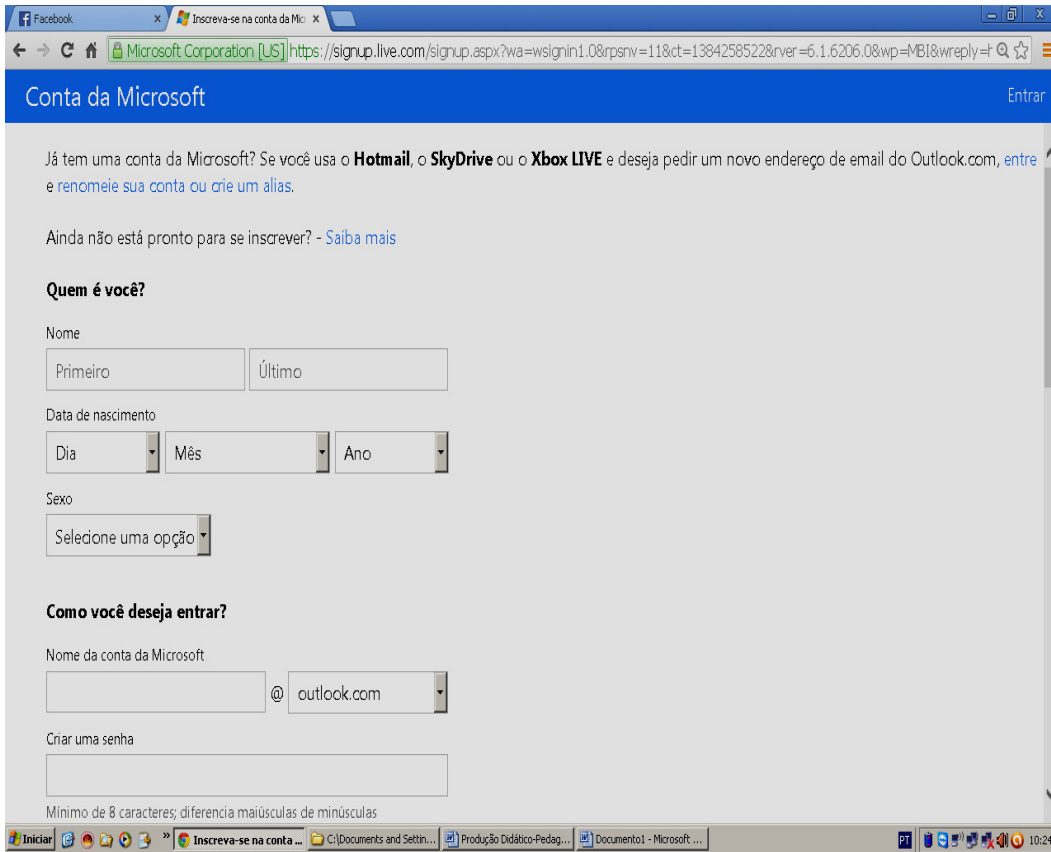 Facebook
Inscreva-se na conta da Mic
Microsoft Corporation [US] https://signup.live.com/signup.aspx?wa=wsignin1.0&rpsnv=11&ct=1384258522&rver=6.1.6206.0&wp=MBI&wreply=h
Conta da Microsoft
Entrar
Já tem uma conta da Microsoft? Se você usa o Hotmail, o SkyDrive ou o Xbox LIVE e deseja pedir um novo endereço de email do Outlook.com, entre
e renomeie sua conta ou crie um alias.
Ainda não está pronto para se inscrever? - Saiba mais
Quem é você?
Nome
Primeiro Último
Data de nascimento
Dia Mês Ano
Sexo
Selecione uma opção
Como você deseja entrar?
Nome da conta da Microsoft
@ outlook.com
Criar uma senha
Mínimo de 8 caracteres; diferencia maiúsculas de minúsculas
Iniciar » Inscreva-se na conta ... C:\Documents and Settin... Produção Didático-Pedag... Documento1 - Microsoft ... PT 10:24